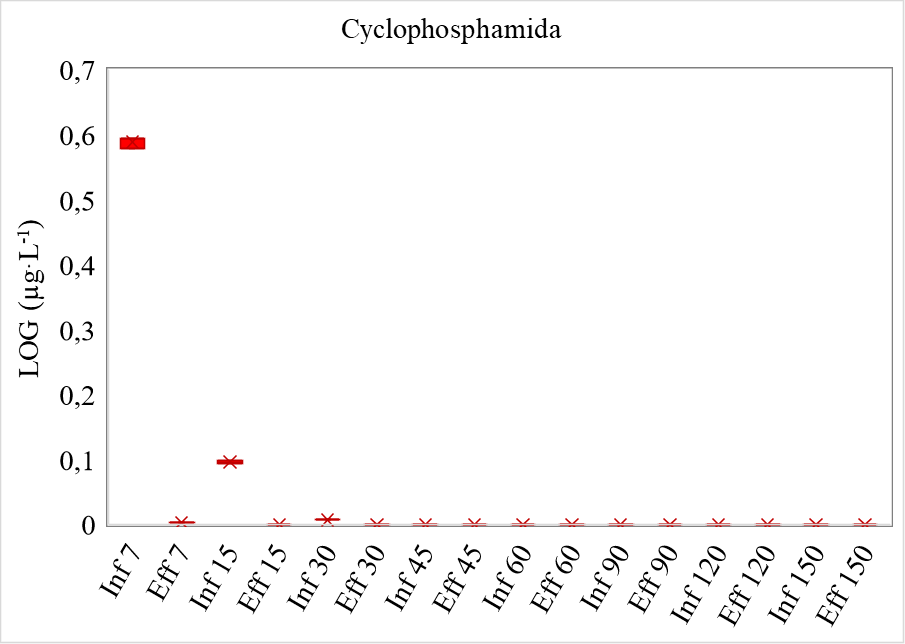 Cyclophosphamida
LOG (µg·L⁻¹)
0,7
0,6
0,5
0,4
0,3
0,2
0,1
0
Inf 7
Eff 7
Inf 15
Eff 15
Inf 30
Eff 30
Inf 45
Eff 45
Inf 60
Eff 60
Inf 90
Eff 90
Inf 120
Eff 120
Inf 150
Eff 150